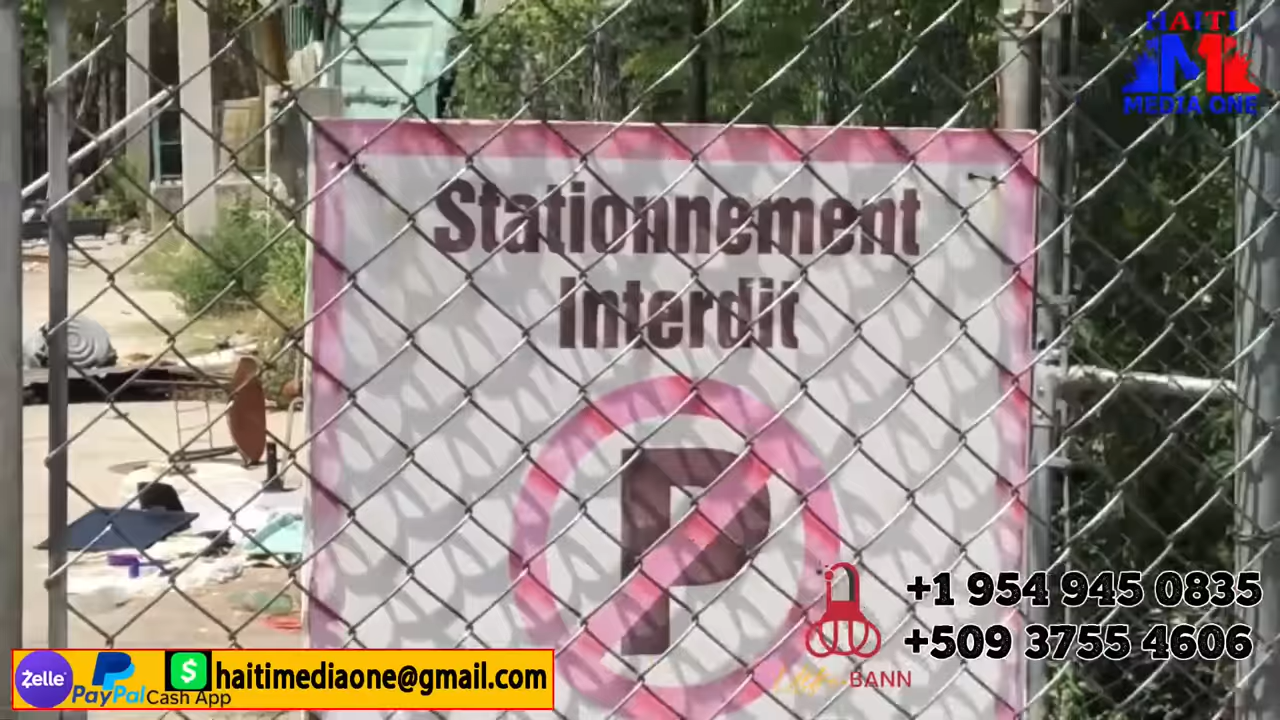 HAITI
M
MEDIA ONE
Stationnement
Interdit
P
+1 954 945 0835
+509 3755 4606
BANN
Zelle
PayPal
$
Cash App
haitimediaone@gmail.com